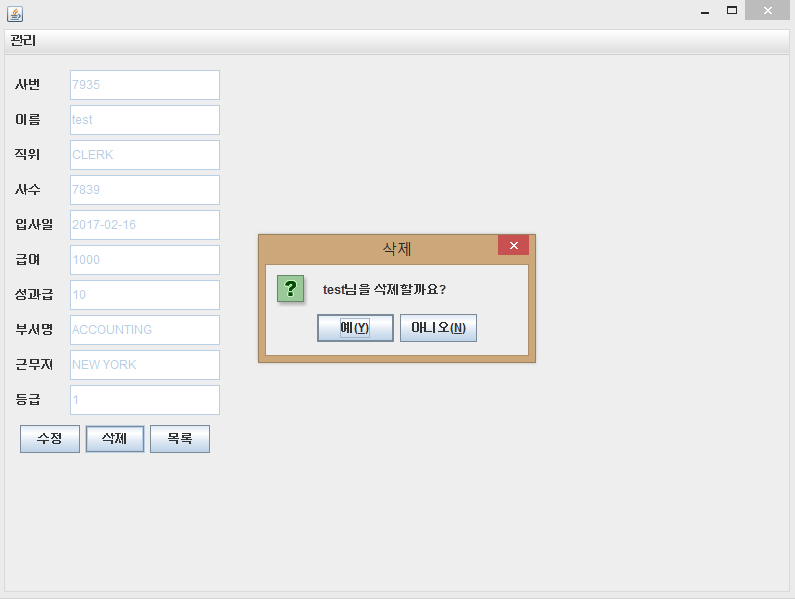 관리
사번 7935
이름 test
직위 CLERK
사수 7839
입사일 2017-02-16
급여 1000
성과급 10
부서명 ACCOUNTING
근무지 NEW YORK
등급 1
수정 삭제 목록
삭제
test님을 삭제할까요?
예(Y) 아니오(N)